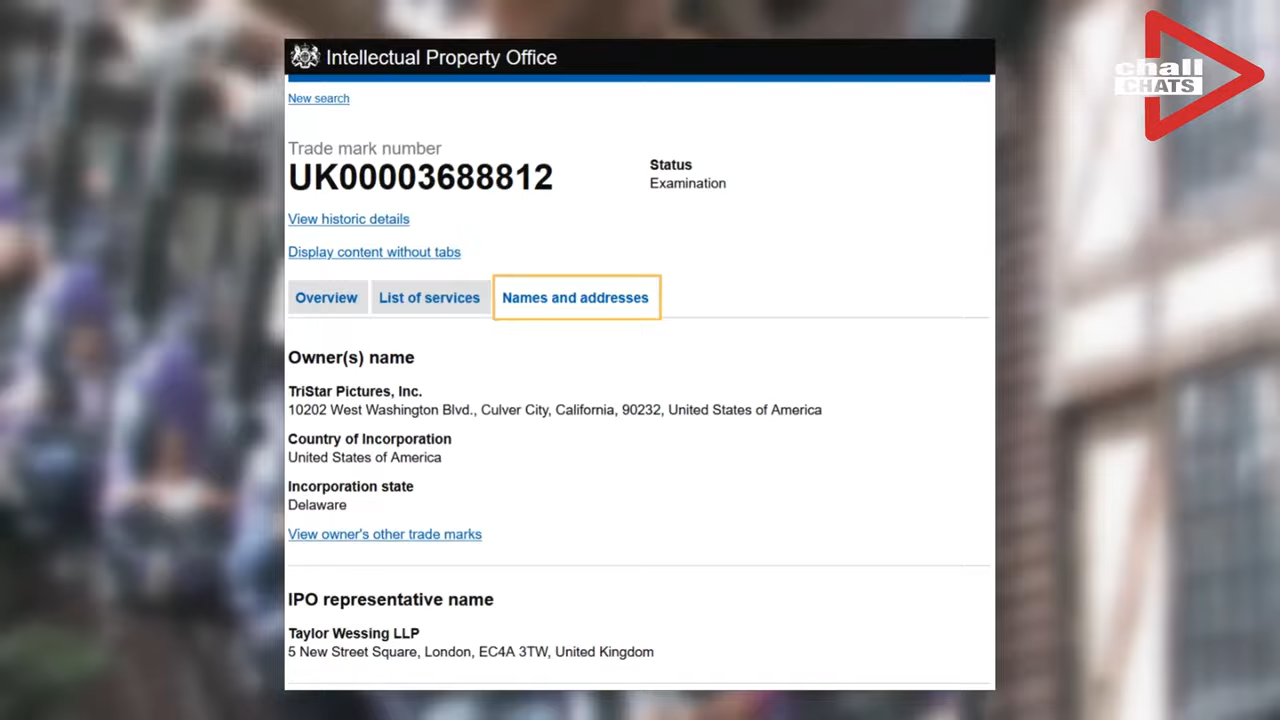 Intellectual Property Office
chall
CHATS
New search
Trade mark number
UK00003688812
Status
Examination
View historic details
Display content without tabs
Overview
List of services
Names and addresses
Owner(s) name
TriStar Pictures, Inc.
10202 West Washington Blvd., Culver City, California, 90232, United States of America
Country of Incorporation
United States of America
Incorporation state
Delaware
View owner's other trade marks
IPO representative name
Taylor Wessing LLP
5 New Street Square, London, EC4A 3TW, United Kingdom